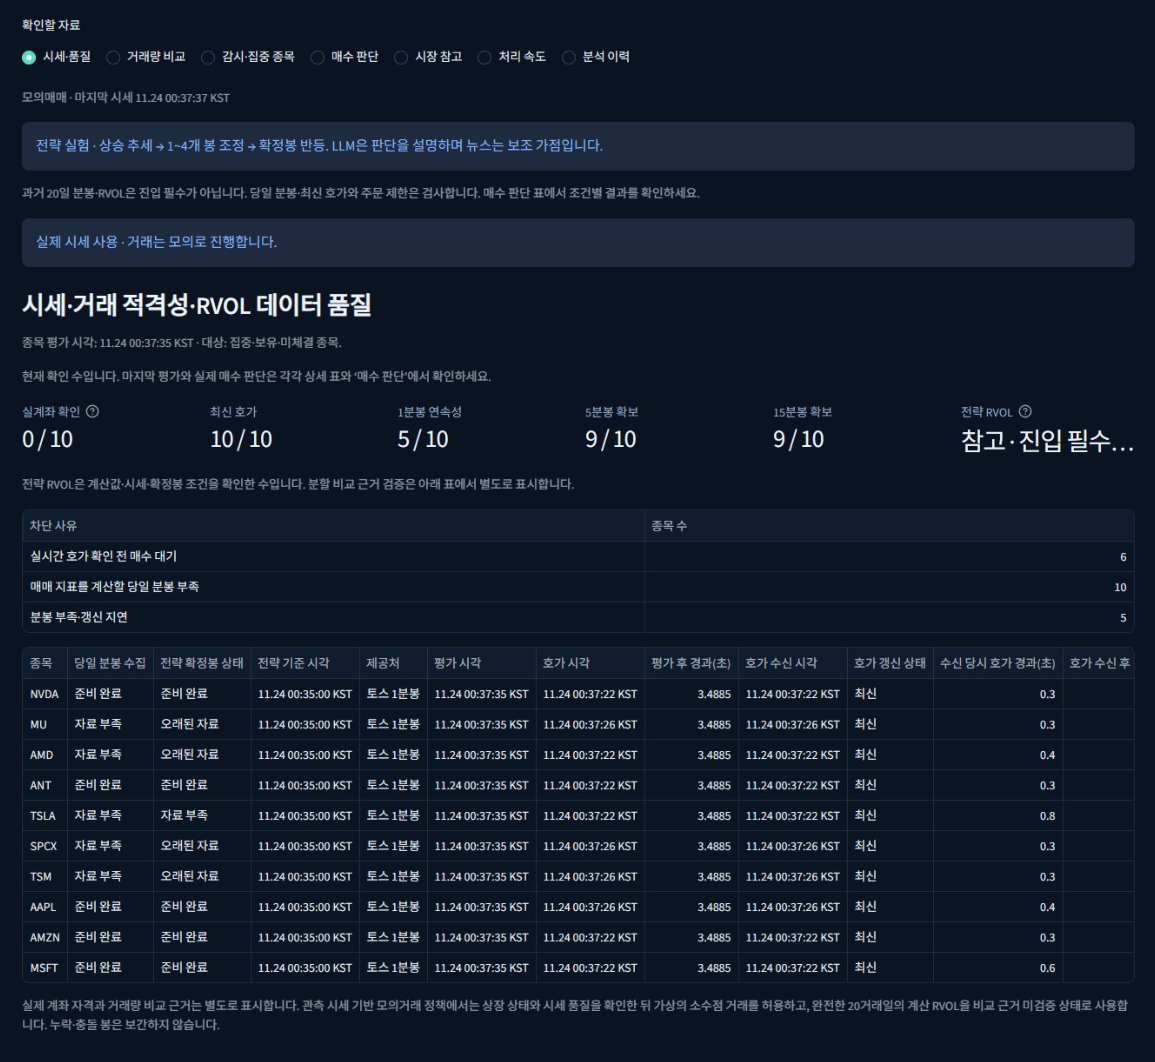 확인할 자료
시세·품질 거래량 비교 감시·집중 종목 매수 판단 시장 참고 처리 속도 분석 이력
모의매매 · 마지막 시세 11.24 00:37:37 KST
전략 실험 · 상승 추세 → 1~4개 봉 조정 → 확정봉 반등. LLM은 판단을 설명하며 뉴스는 보조 가점입니다.
과거 20일 분봉·RVOL은 진입 필수가 아닙니다. 당일 분봉·최신 호가와 주문 제한은 검사합니다. 매수 판단 표에서 조건별 결과를 확인하세요.
실제 시세 사용 · 거래는 모의로 진행합니다.
시세·거래 적격성·RVOL 데이터 품질
종목 평가 시각: 11.24 00:37:35 KST · 대상: 집중·보유·미체결 종목.
현재 확인 수입니다. 마지막 평가와 실제 매수 판단은 각각 상세 표와 ‘매수 판단’에서 확인하세요.
실계좌 확인 최신 호가 1분봉 연속성 5분봉 확보 15분봉 확보 전략 RVOL
0 / 10 10 / 10 5 / 10 9 / 10 9 / 10 참고 · 진입 필수…
전략 RVOL은 계산값·시세·확정봉 조건을 확인한 수입니다. 분할 비교 근거 검증은 아래 표에서 별도로 표시합니다.
차단 사유 종목 수
실시간 호가 확인 전 매수 대기 6
매매 지표를 계산할 당일 분봉 부족 10
분봉 부족·갱신 지연 5
종목 당일 분봉 수집 전략 확정봉 상태 전략 기준 시각 제공처 평가 시각 호가 시각 평가 후 경과(초) 호가 수신 시각 호가 갱신 상태 수신 당시 호가 경과(초) 호가 수신 후
NVDA 준비 완료 준비 완료 11.24 00:35:00 KST 토스 1분봉 11.24 00:37:35 KST 11.24 00:37:22 KST 3.4885 11.24 00:37:22 KST 최신 0.3
MU 자료 부족 오래된 자료 11.24 00:35:00 KST 토스 1분봉 11.24 00:37:35 KST 11.24 00:37:26 KST 3.4885 11.24 00:37:26 KST 최신 0.3
AMD 자료 부족 오래된 자료 11.24 00:35:00 KST 토스 1분봉 11.24 00:37:35 KST 11.24 00:37:22 KST 3.4885 11.24 00:37:22 KST 최신 0.4
ANT 준비 완료 준비 완료 11.24 00:35:00 KST 토스 1분봉 11.24 00:37:35 KST 11.24 00:37:22 KST 3.4885 11.24 00:37:22 KST 최신 0.3
TSLA 자료 부족 자료 부족 11.24 00:35:00 KST 토스 1분봉 11.24 00:37:35 KST 11.24 00:37:22 KST 3.4885 11.24 00:37:22 KST 최신 0.8
SPCX 자료 부족 오래된 자료 11.24 00:35:00 KST 토스 1분봉 11.24 00:37:35 KST 11.24 00:37:26 KST 3.4885 11.24 00:37:26 KST 최신 0.3
TSM 자료 부족 오래된 자료 11.24 00:35:00 KST 토스 1분봉 11.24 00:37:35 KST 11.24 00:37:26 KST 3.4885 11.24 00:37:26 KST 최신 0.3
AAPL 준비 완료 준비 완료 11.24 00:35:00 KST 토스 1분봉 11.24 00:37:35 KST 11.24 00:37:26 KST 3.4885 11.24 00:37:26 KST 최신 0.4
AMZN 준비 완료 준비 완료 11.24 00:35:00 KST 토스 1분봉 11.24 00:37:35 KST 11.24 00:37:22 KST 3.4885 11.24 00:37:22 KST 최신 0.3
MSFT 준비 완료 준비 완료 11.24 00:35:00 KST 토스 1분봉 11.24 00:37:35 KST 11.24 00:37:22 KST 3.4885 11.24 00:37:22 KST 최신 0.6
실제 계좌 자격과 거래량 비교 근거는 별도로 표시합니다. 관측 시세 기반 모의거래 정책에서는 상장 상태와 시세 품질을 확인한 뒤 가상의 소수점 거래를 허용하고, 완전한 20거래일의 계산 RVOL을 비교 근거 미검증 상태로 사용합
니다. 누락·충돌 봉은 보간하지 않습니다.